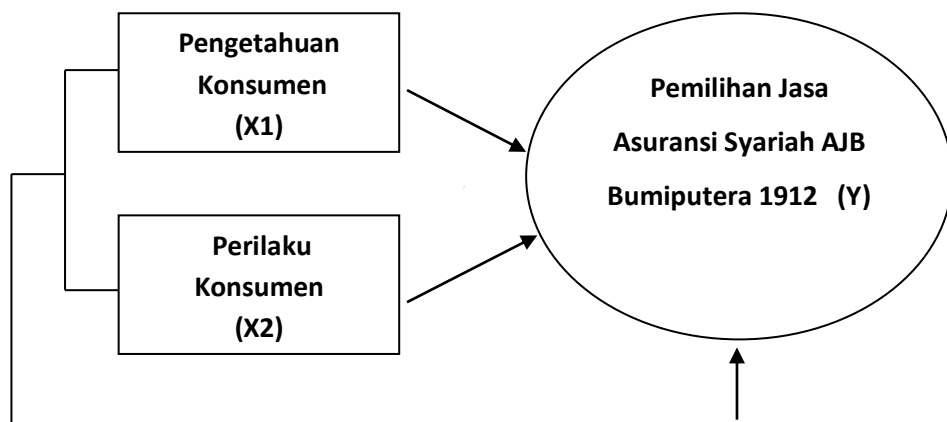 Pengetahuan
Konsumen
(X1)
Perilaku
Konsumen
(X2)
Pemilihan Jasa
Asuransi Syariah AJB
Bumiputera 1912 (Y)